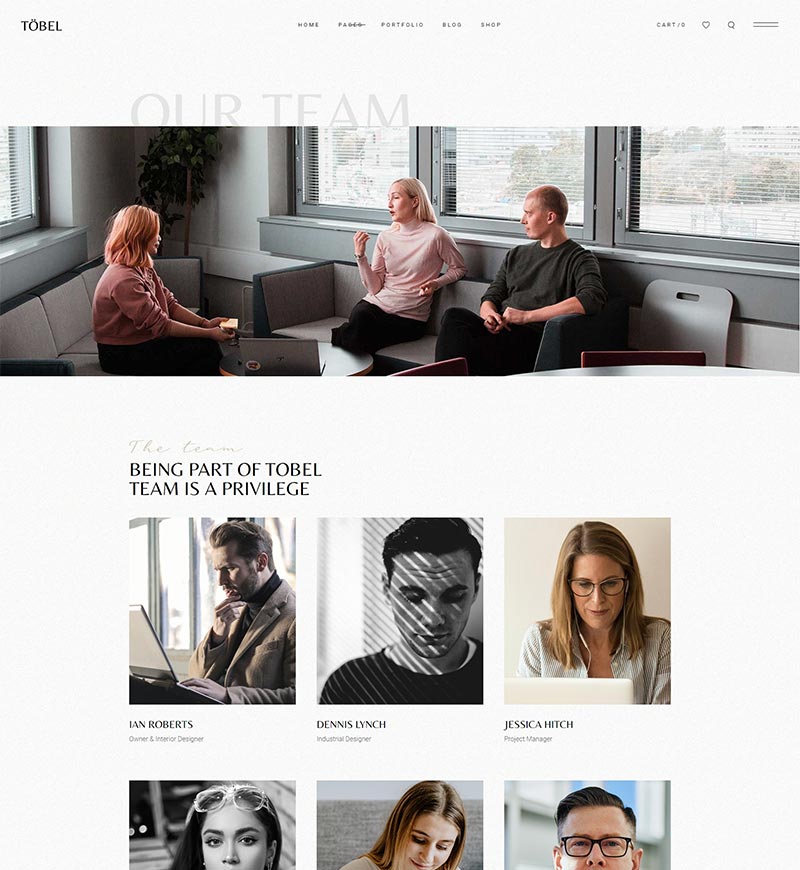 TÖBEL
HOME PAGES PORTFOLIO BLOG SHOP
CART/0
OUR TEAM
The team
BEING PART OF TOBEL
TEAM IS A PRIVILEGE
IAN ROBERTS
Owner & Interior Designer
DENNIS LYNCH
Industrial Designer
JESSICA HITCH
Project Manager